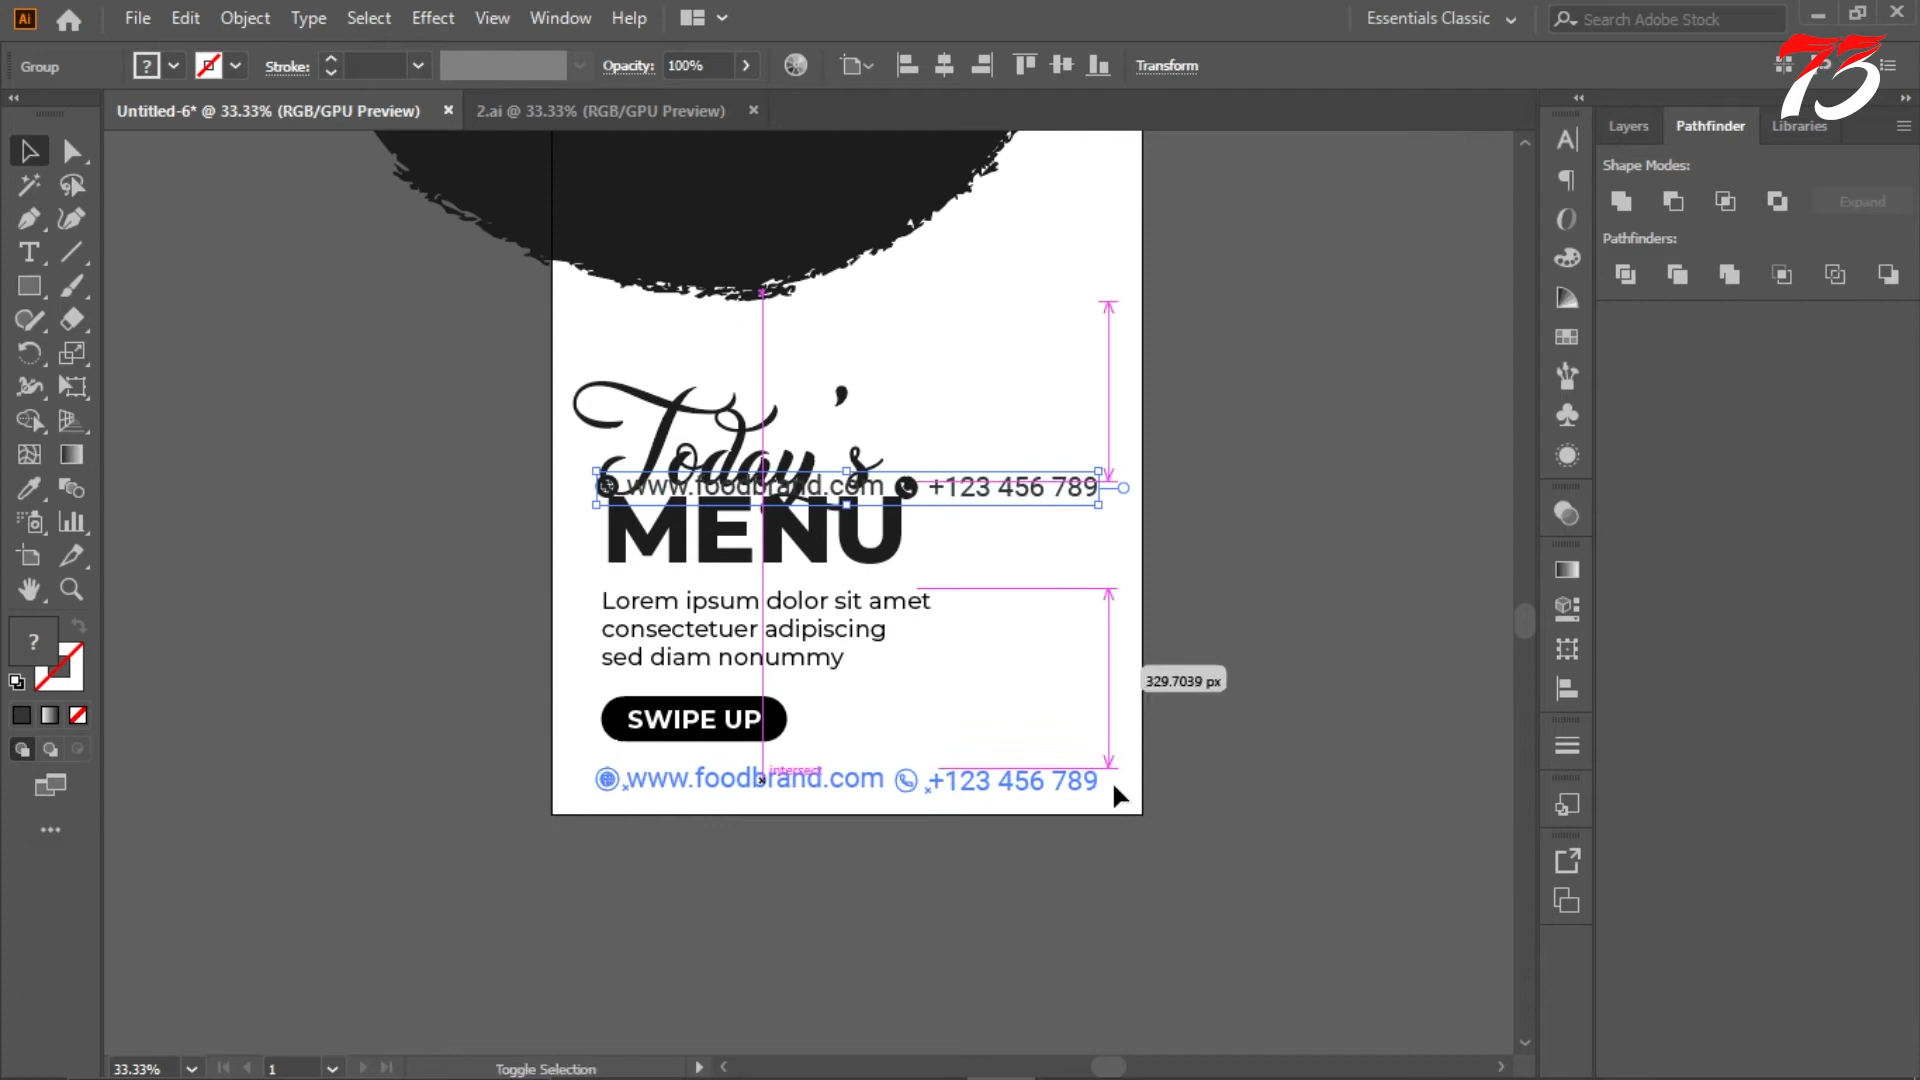 Ai File Edit Object Type Select Effect View Window Help Essentials Classic Search Adobe Stock
73
Group ? Stroke: Opacity: 100% Transform
Untitled-6* @ 33.33% (RGB/GPU Preview) × 2.ai @ 33.33% (RGB/GPU Preview) ×
Layers Pathfinder Libraries
Shape Modes:
Expand
Pathfinders:
Today's
www.foodbrand.com +123 456 789
MENU
Lorem ipsum dolor sit amet
consectetuer adipiscing
sed diam nonummy
?
329.7039 px
SWIPE UP
intersect
www.foodbrand.com +123 456 789
33.33% 1 Toggle Selection